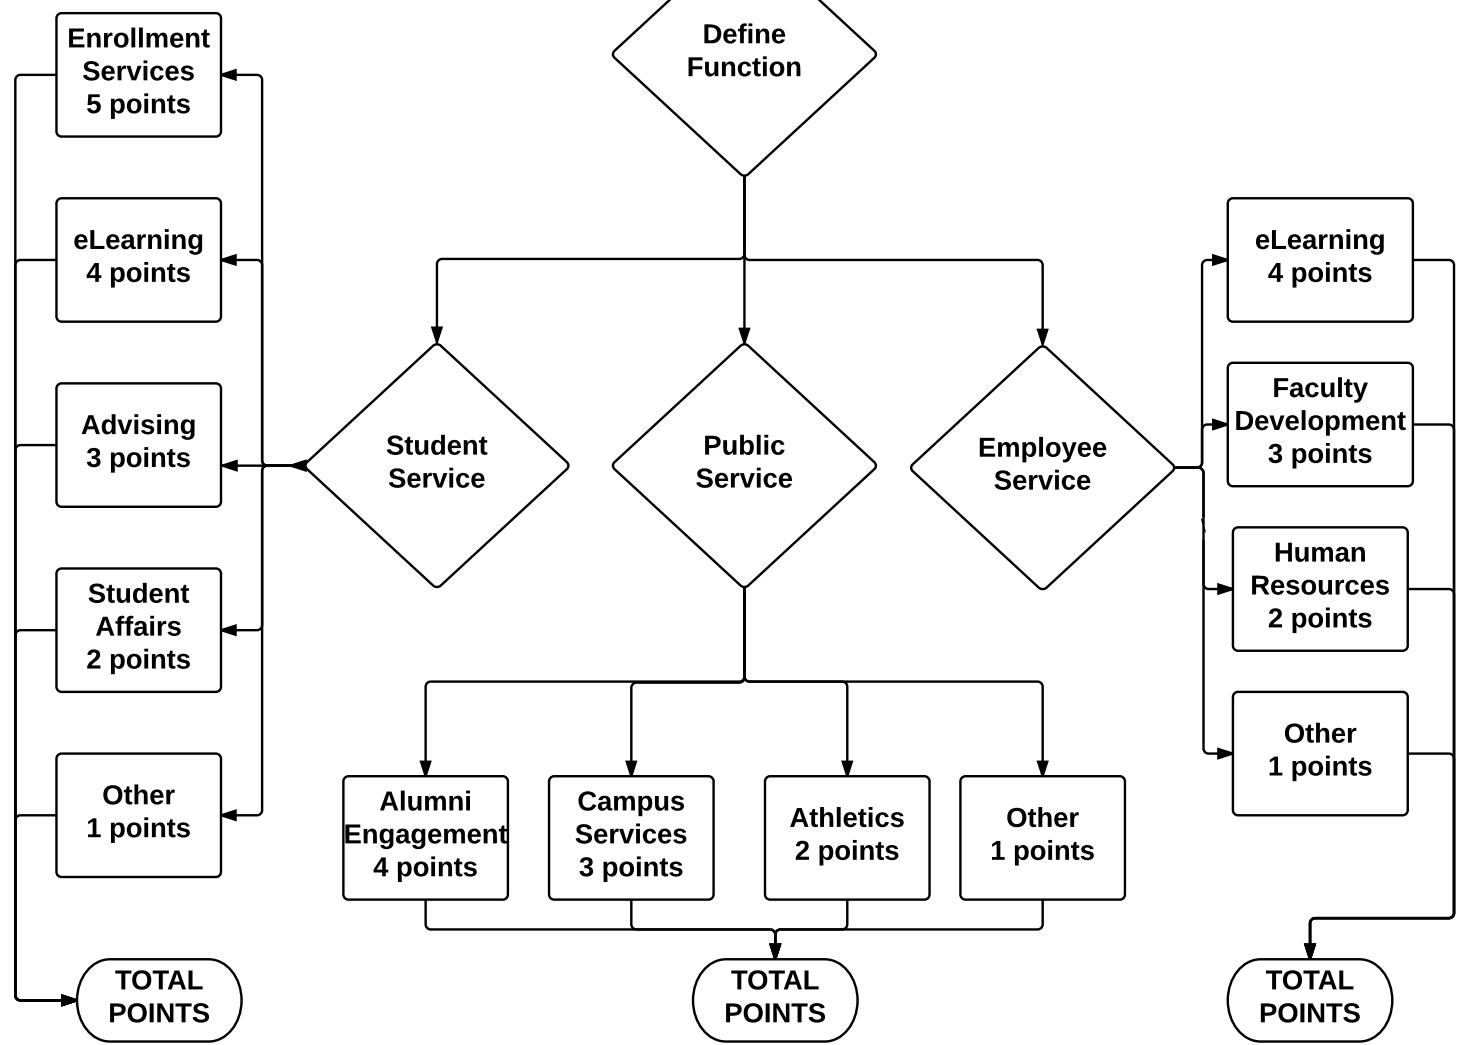 Define
Function
Enrollment
Services
5 points
eLearning
4 points
Advising
3 points
Student
Affairs
2 points
Other
1 points
Student
Service
Public
Service
Employee
Service
eLearning
4 points
Faculty
Development
3 points
Human
Resources
2 points
Other
1 points
Alumni
Engagement
4 points
Campus
Services
3 points
Athletics
2 points
Other
1 points
TOTAL
POINTS
TOTAL
POINTS
TOTAL
POINTS